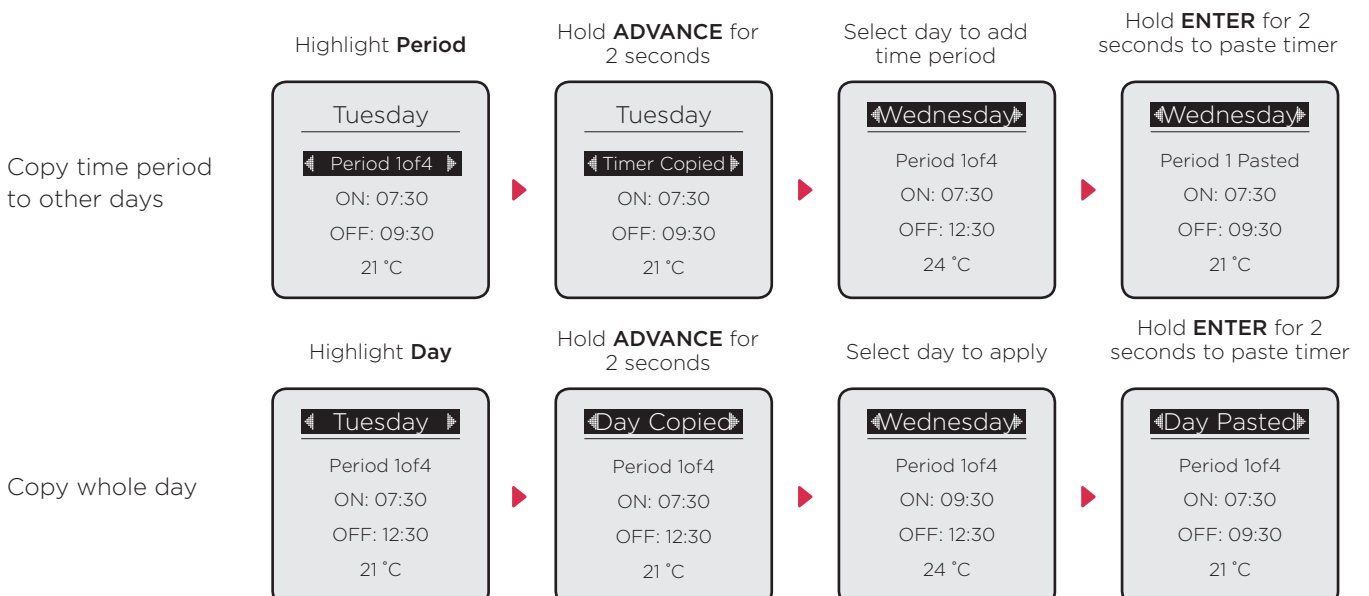 Highlight Period
Hold ADVANCE for
2 seconds
Select day to add
time period
Hold ENTER for 2
seconds to paste timer
Copy time period
to other days
Tuesday
Period 1of4
ON: 07:30
OFF: 09:30
21 °C
Tuesday
Timer Copied
ON: 07:30
OFF: 09:30
21 °C
Wednesday
Period 1of4
ON: 07:30
OFF: 12:30
24 °C
Wednesday
Period 1 Pasted
ON: 07:30
OFF: 09:30
21 °C
Highlight Day
Hold ADVANCE for
2 seconds
Select day to apply
Hold ENTER for 2
seconds to paste timer
Copy whole day
Tuesday
Period 1of4
ON: 07:30
OFF: 12:30
21 °C
Day Copied
Period 1of4
ON: 07:30
OFF: 12:30
21 °C
Wednesday
Period 1of4
ON: 09:30
OFF: 12:30
24 °C
Day Pasted
Period 1of4
ON: 07:30
OFF: 09:30
21 °C